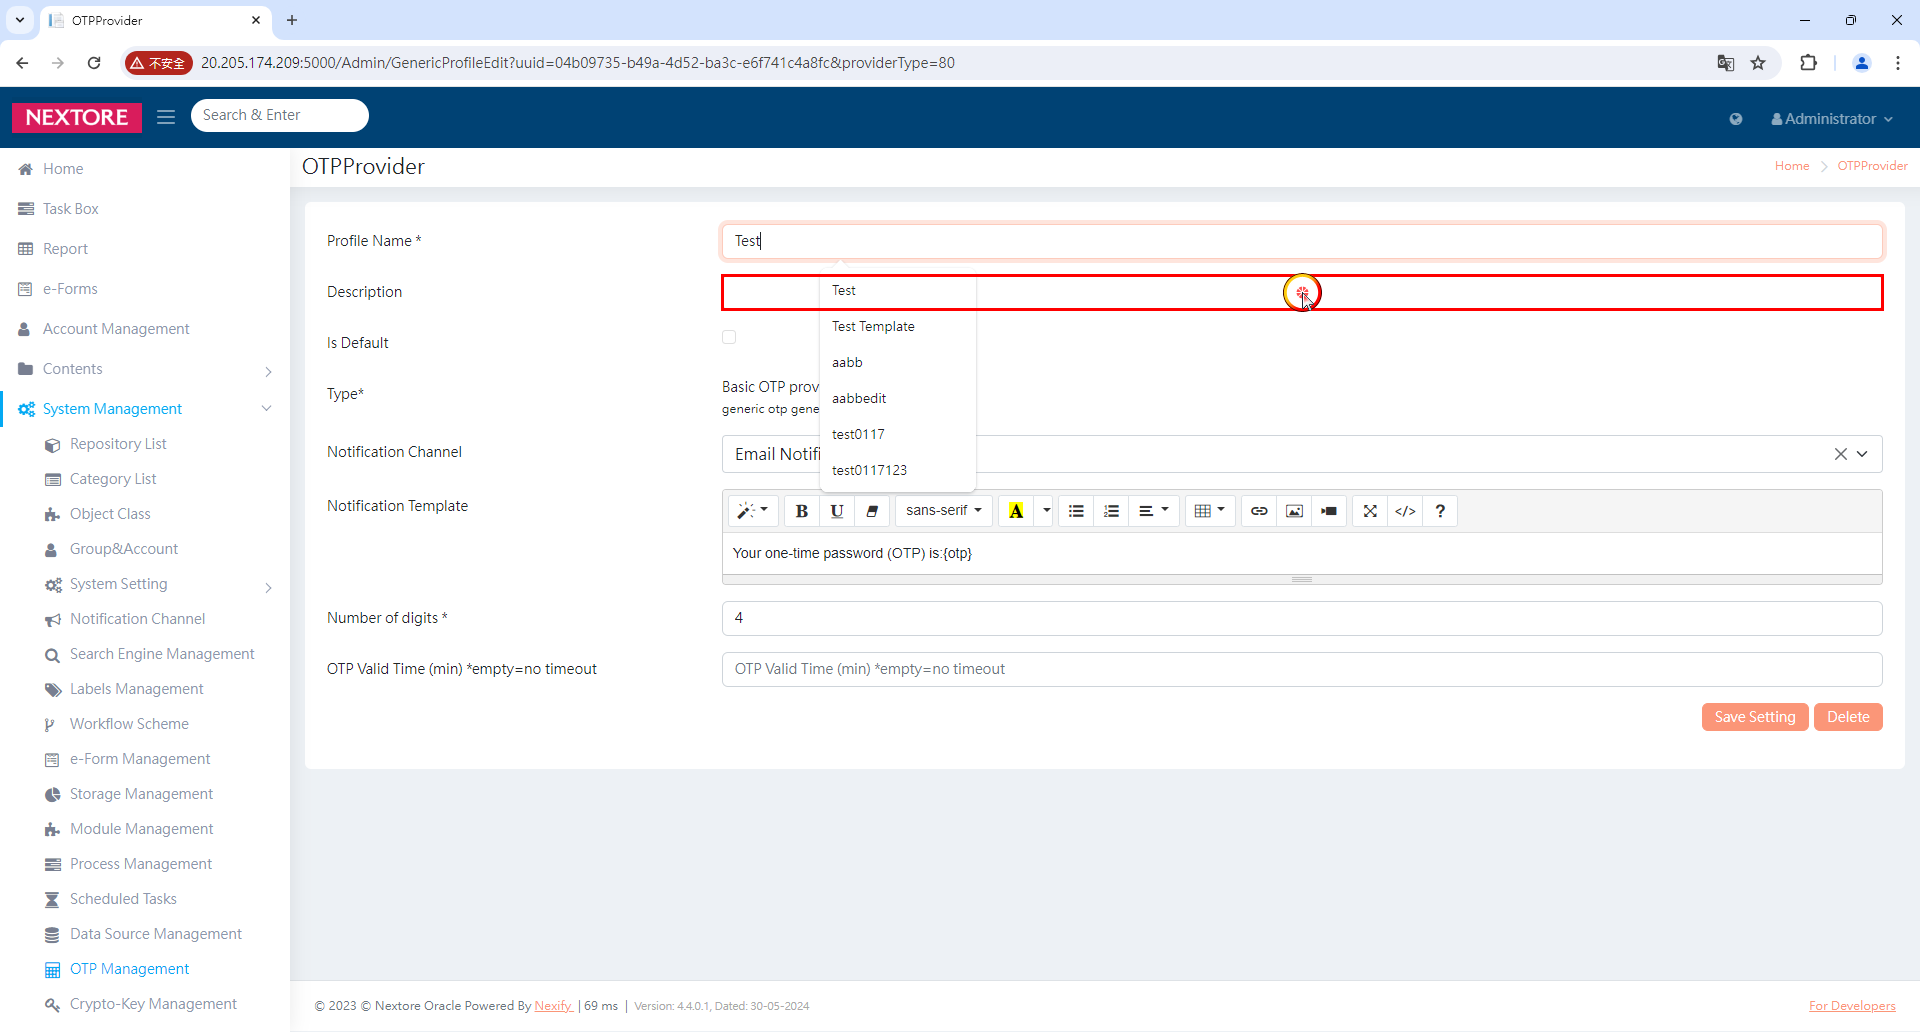 OTPProvider
不安全
20.205.174.209:5000/Admin/GenericProfileEdit?uuid=04b09735-b49a-4d52-ba3c-e6f741c4a8fc&providerType=80
NEXTORE
Search & Enter
Administrator
Home
Task Box
Report
e-Forms
Account Management
Contents
System Management
Repository List
Category List
Object Class
Group&Account
System Setting
Notification Channel
Search Engine Management
Labels Management
Workflow Scheme
e-Form Management
Storage Management
Module Management
Process Management
Scheduled Tasks
Data Source Management
OTP Management
Crypto-Key Management
OTPProvider
Home
OTPProvider
Profile Name *
Test
Description
Test
Test Template
aabb
aabbedit
test0117
test0117123
Is Default
Type*
Basic OTP prov
generic otp gene
Notification Channel
Email Notifi
Notification Template
B U sans-serif A </> ?
Your one-time password (OTP) is:{otp}
Number of digits *
4
OTP Valid Time (min) *empty=no timeout
OTP Valid Time (min) *empty=no timeout
Save Setting
Delete
© 2023 © Nextore Oracle Powered By Nexify | 69 ms | Version: 4.4.0.1, Dated: 30-05-2024
For Developers